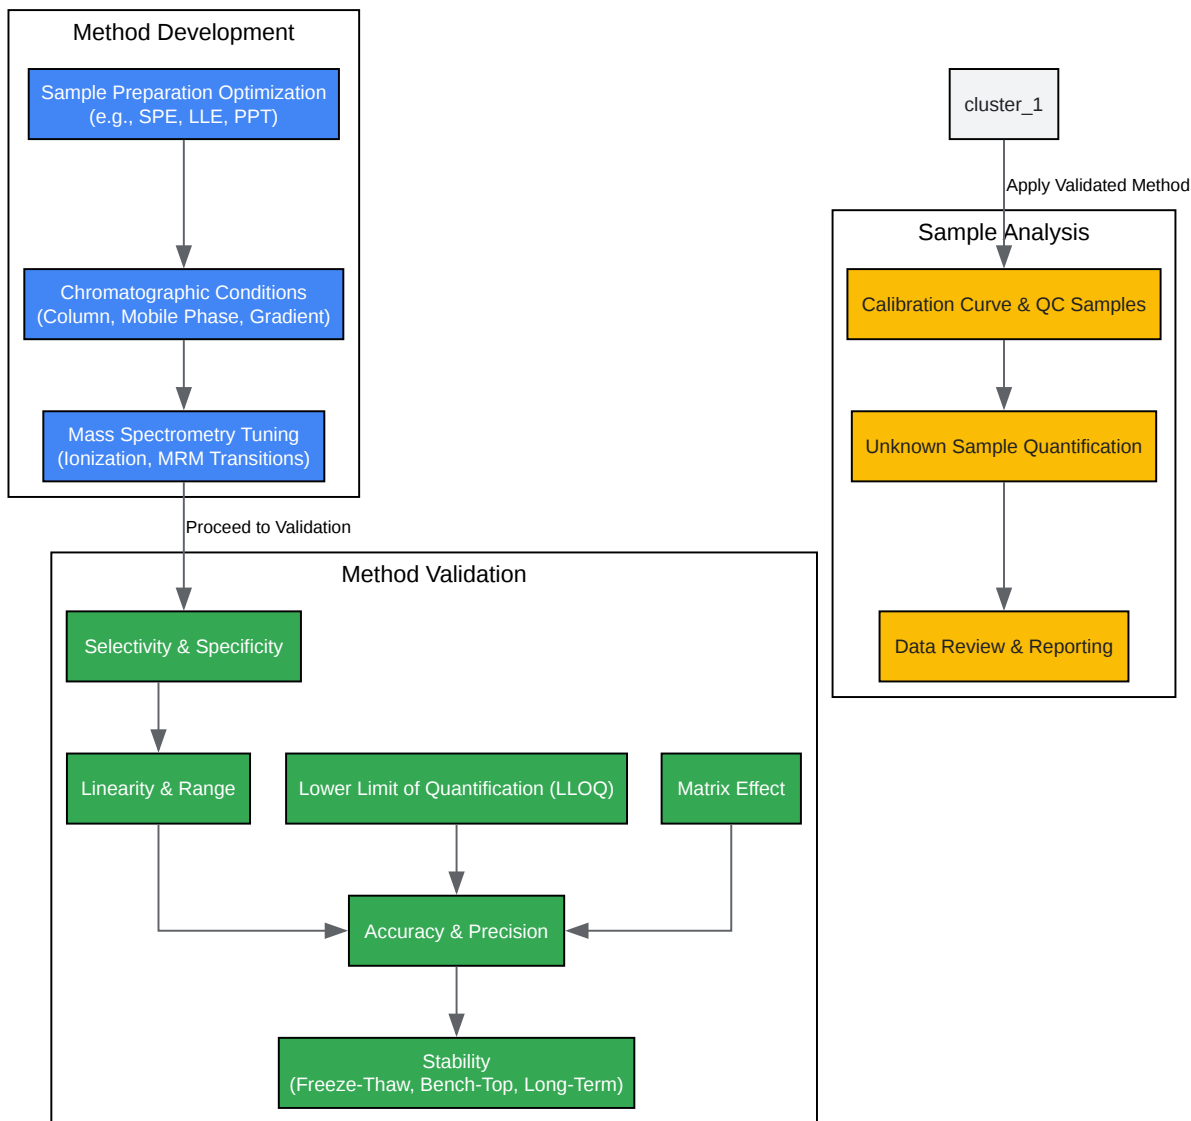 Method Development
Sample Preparation Optimization
(e.g., SPE, LLE, PPT)
Chromatographic Conditions
(Column, Mobile Phase, Gradient)
Mass Spectrometry Tuning
(Ionization, MRM Transitions)
Proceed to Validation
Method Validation
Selectivity & Specificity
Linearity & Range
Lower Limit of Quantification (LLOQ)
Matrix Effect
Accuracy & Precision
Stability
(Freeze-Thaw, Bench-Top, Long-Term)
cluster_1
Apply Validated Method
Sample Analysis
Calibration Curve & QC Samples
Unknown Sample Quantification
Data Review & Reporting